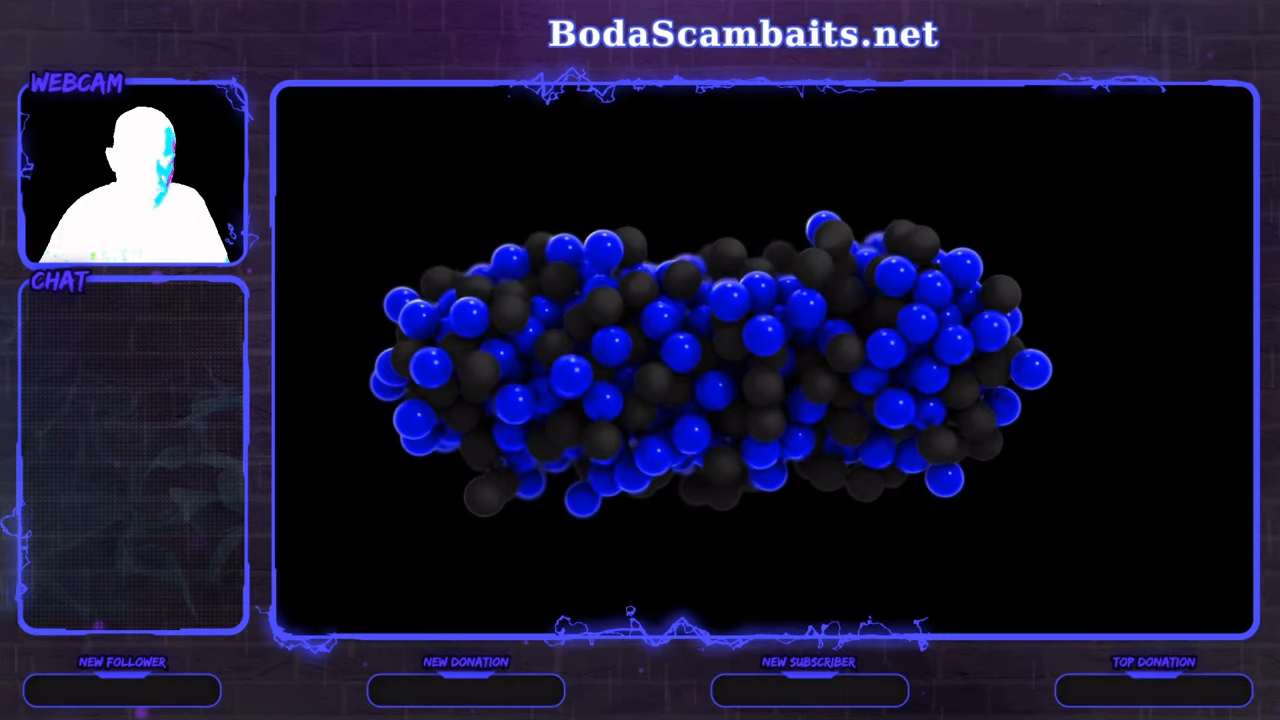 BodaScambaits.net
WEBCAM
CHAT
NEW FOLLOWER
NEW DONATION
NEW SUBSCRIBER
TOP DONATION